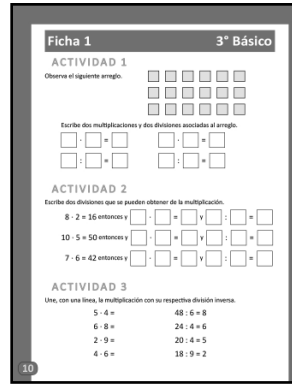 Ficha 1 3° Básico
ACTIVIDAD 1
Observa el siguiente arreglo.
Escribe dos multiplicaciones y dos divisiones asociadas al arreglo.
· = · =
: = : =
ACTIVIDAD 2
Escribe dos divisiones que se pueden obtener de la multiplicación.
8 · 2 = 16 entonces y · = y : =
10 · 5 = 50 entonces y · = y : =
7 · 6 = 42 entonces y · = y : =
ACTIVIDAD 3
Une, con una línea, la multiplicación con su respectiva división inversa.
5 · 4 = 48 : 6 = 8
6 · 8 = 24 : 4 = 6
2 · 9 = 20 : 4 = 5
4 · 6 = 18 : 9 = 2
10